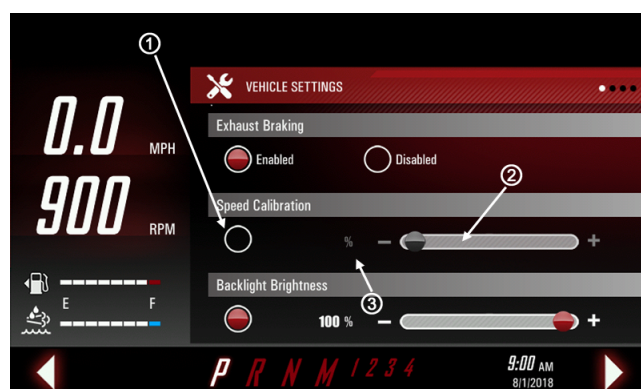 1
VEHICLE SETTINGS
Exhaust Braking
Enabled Disabled
0.0 MPH
2
Speed Calibration
900 RPM
% − +
3
E F
Backlight Brightness
100 % − +
P R N M 1 2 3 4
9:00 AM
8/1/2018